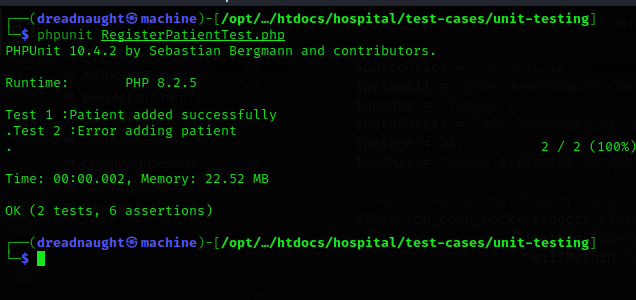 ┌──(dreadnaught㉿machine)-[/opt/…/htdocs/hospital/test-cases/unit-testing]
└─$ phpunit RegisterPatientTest.php
PHPUnit 10.4.2 by Sebastian Bergmann and contributors.
Runtime:       PHP 8.2.5
Test 1 :Patient added successfully
.Test 2 :Error adding patient
.                                                                   2 / 2 (100%)
Time: 00:00.002, Memory: 22.52 MB
OK (2 tests, 6 assertions)
┌──(dreadnaught㉿machine)-[/opt/…/htdocs/hospital/test-cases/unit-testing]
└─$